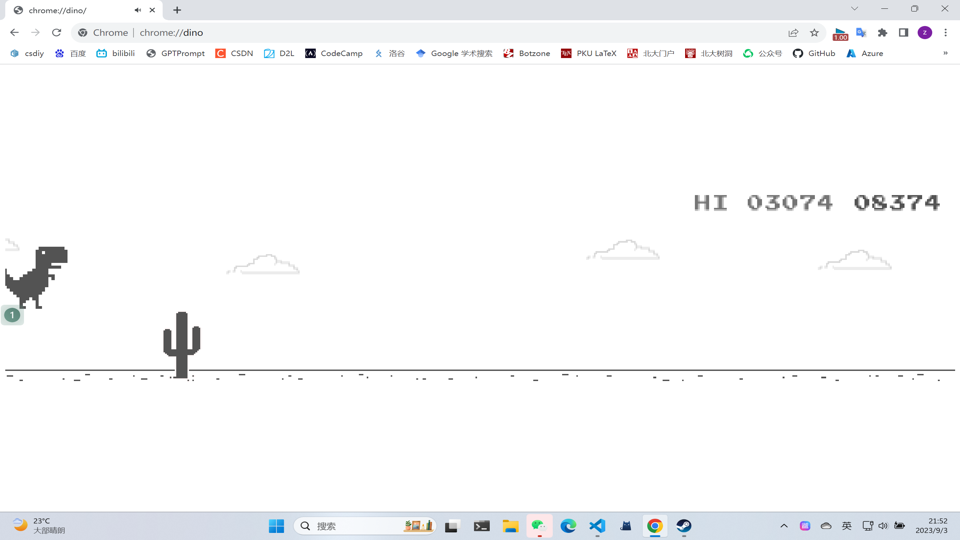 chrome://dino/
Chrome | chrome://dino
1.00
z
csdiy 百度 bilibili GPTPrompt CSDN D2L CodeCamp 洛谷 Google 学术搜索 Botzone PKU LaTeX 北大门户 北大树洞 公众号 GitHub Azure »
HI 03074 08374
1
23°C
大部晴朗
搜索
英
21:52
2023/9/3